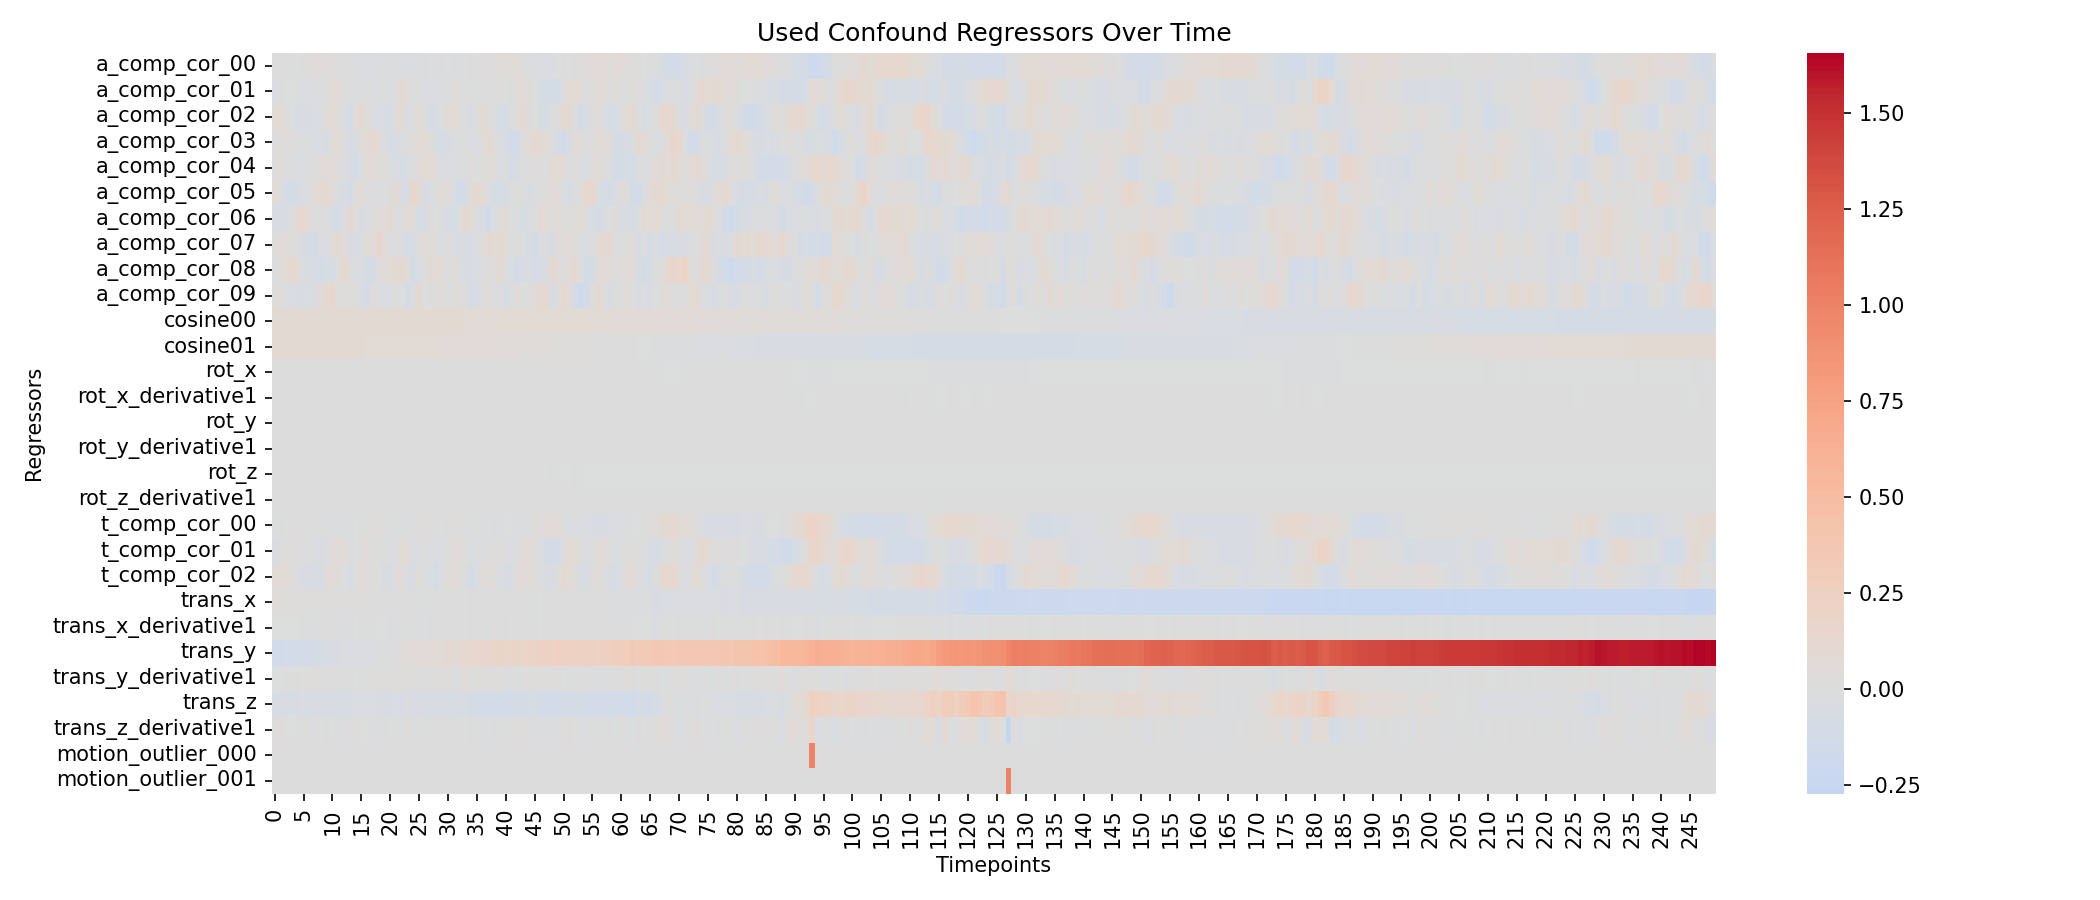 Used Confound Regressors Over Time
a_comp_cor_00
a_comp_cor_01
a_comp_cor_02
a_comp_cor_03
a_comp_cor_04
a_comp_cor_05
a_comp_cor_06
a_comp_cor_07
a_comp_cor_08
a_comp_cor_09
cosine00
cosine01
rot_x
rot_x_derivative1
rot_y
rot_y_derivative1
rot_z
rot_z_derivative1
t_comp_cor_00
t_comp_cor_01
t_comp_cor_02
trans_x
trans_x_derivative1
trans_y
trans_y_derivative1
trans_z
trans_z_derivative1
motion_outlier_000
motion_outlier_001
Regressors
0 5 10 15 20 25 30 35 40 45 50 55 60 65 70 75 80 85 90 95 100 105 110 115 120 125 130 135 140 145 150 155 160 165 170 175 180 185 190 195 200 205 210 215 220 225 230 235 240 245
Timepoints
1.50
1.25
1.00
0.75
0.50
0.25
0.00
−0.25